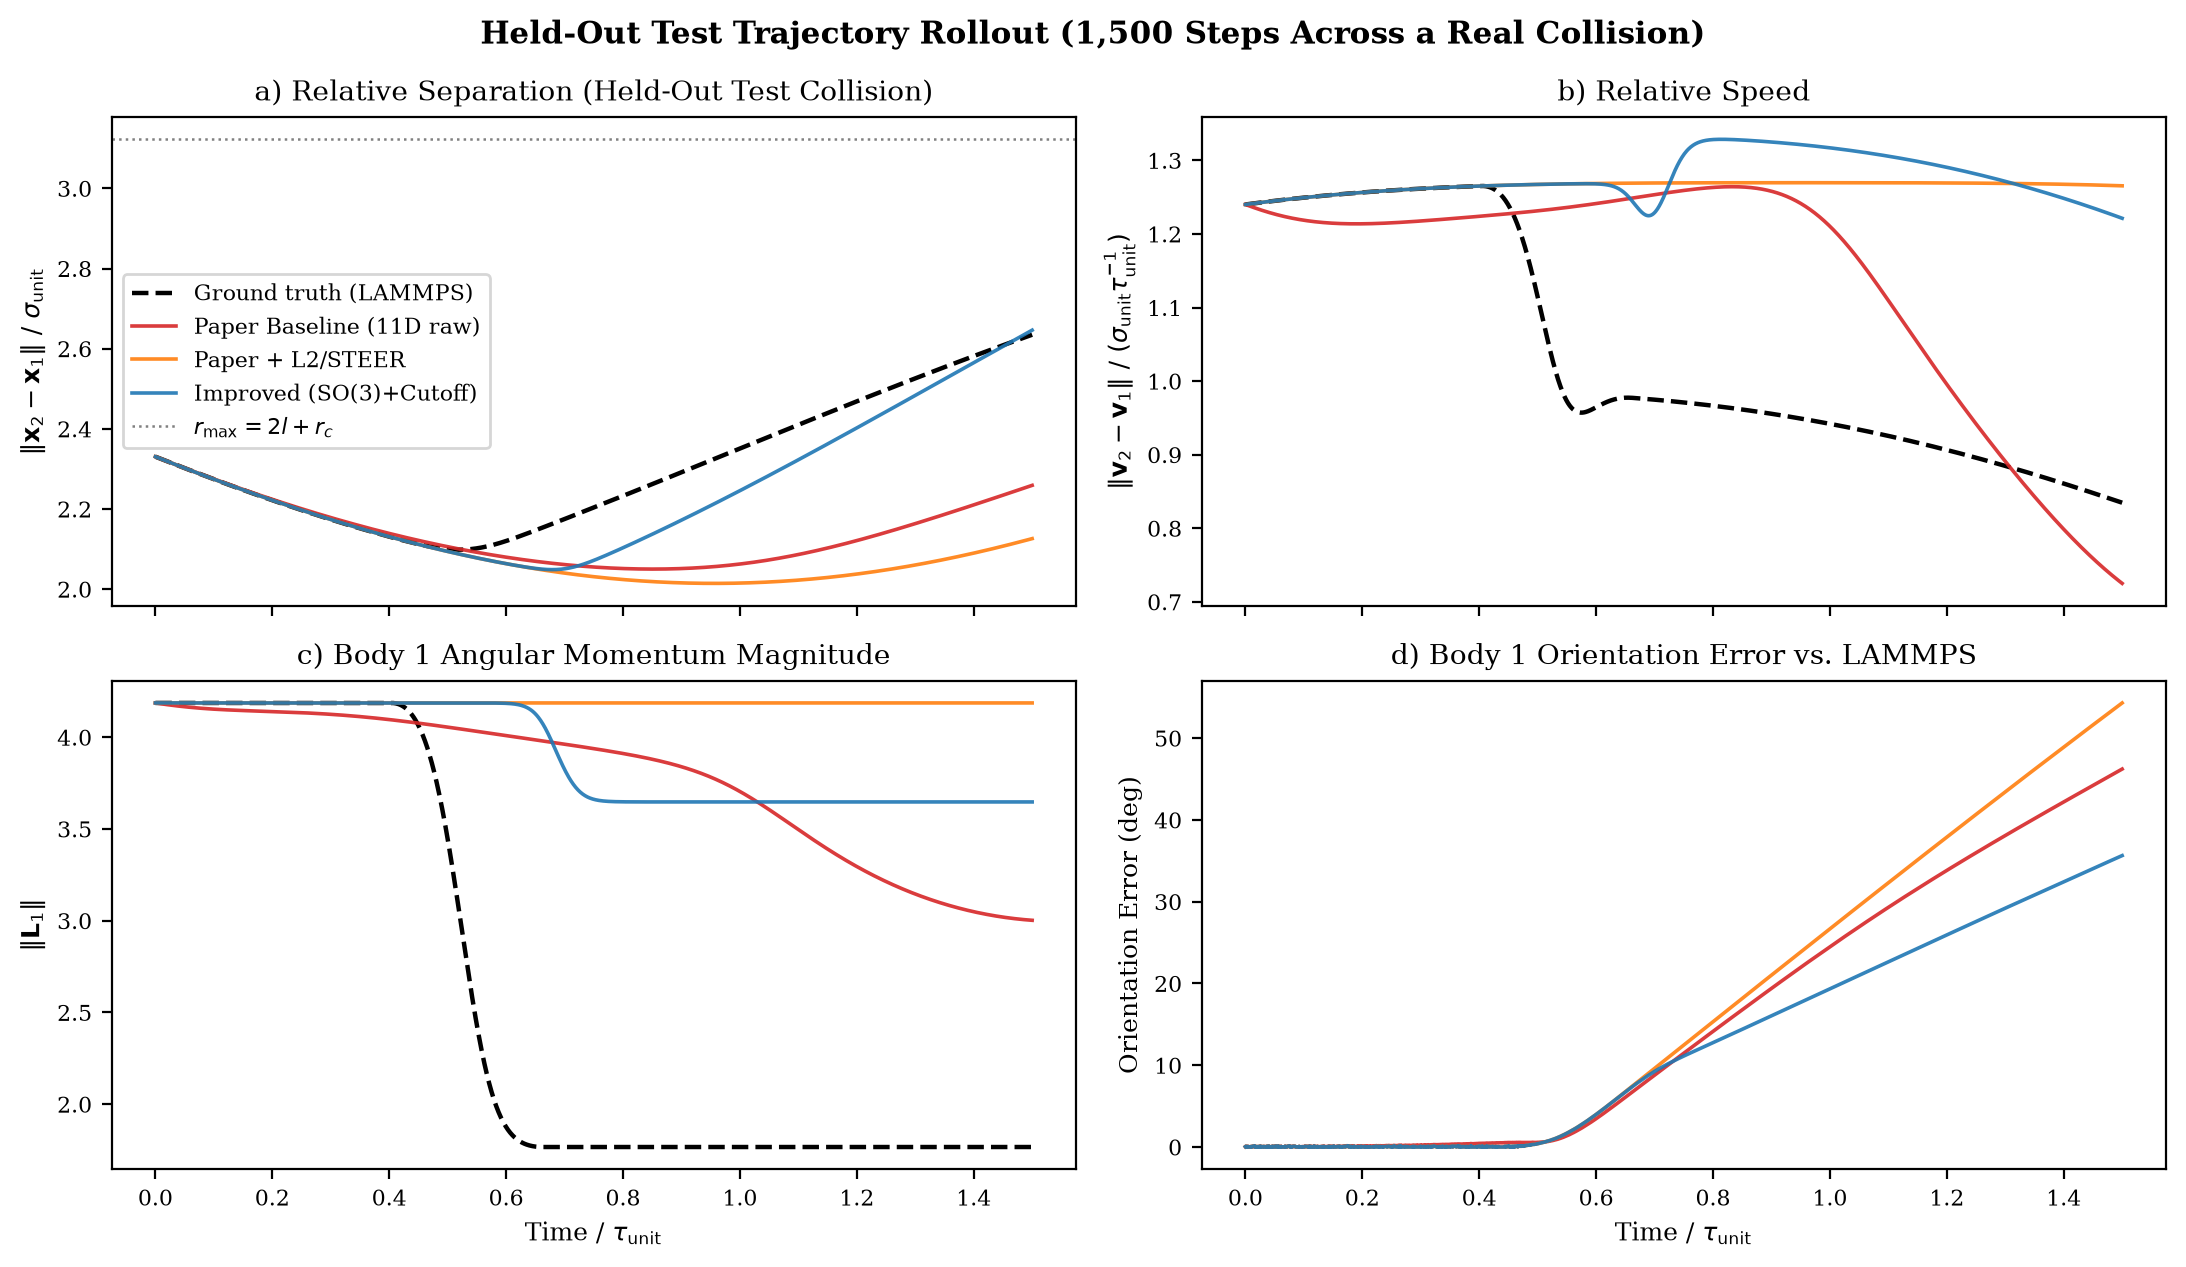 Held-Out Test Trajectory Rollout (1,500 Steps Across a Real Collision)
a) Relative Separation (Held-Out Test Collision)
‖x₂ − x₁‖ / σ_unit
3.0
2.8
2.6
2.4
2.2
2.0
Ground truth (LAMMPS)
Paper Baseline (11D raw)
Paper + L2/STEER
Improved (SO(3)+Cutoff)
r_max = 2l + r_c
b) Relative Speed
‖v₂ − v₁‖ / (σ_unit τ_unit⁻¹)
1.3
1.2
1.1
1.0
0.9
0.8
0.7
c) Body 1 Angular Momentum Magnitude
‖L₁‖
4.0
3.5
3.0
2.5
2.0
0.0 0.2 0.4 0.6 0.8 1.0 1.2 1.4
Time / τ_unit
d) Body 1 Orientation Error vs. LAMMPS
Orientation Error (deg)
50
40
30
20
10
0
0.0 0.2 0.4 0.6 0.8 1.0 1.2 1.4
Time / τ_unit